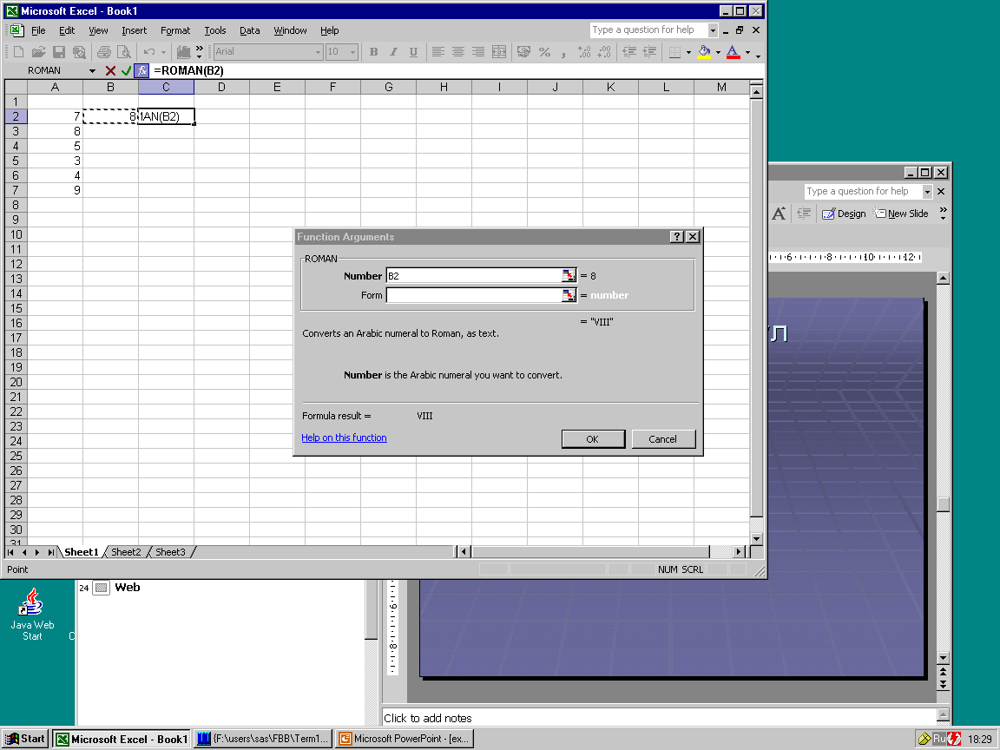 Microsoft Excel - Book1
File Edit View Insert Format Tools Data Window Help
Type a question for help
Arial 10 B I U
ROMAN =ROMAN(B2)
A B C D E F G H I J K L M
1
2 7 8 1AN(B2)
3 8
4 5
5 3
6 4
7 9
8
9
10
11
12
13
14
15
16
17
18
19
20
21
22
23
24
25
26
27
28
29
30
31
Function Arguments
ROMAN
Number B2 = 8
Form = number
= "VIII"
Converts an Arabic numeral to Roman, as text.
Number is the Arabic numeral you want to convert.
Formula result = VIII
Help on this function
OK Cancel
Sheet1 Sheet2 Sheet3
Point NUM SCRL
Type a question for help
Design New Slide
6 8 10 12
Java Web
Start
24 Web
6
8
Click to add notes
Start Microsoft Excel - Book1 {F:\users\sas\FBB\Term1... Microsoft PowerPoint - [ex... Ru 18:29